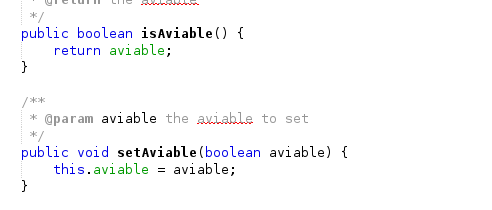 * @return the aviable
*/
public boolean isAviable() {
return aviable;
}
/**
* @param aviable the aviable to set
*/
public void setAviable(boolean aviable) {
this.aviable = aviable;
}